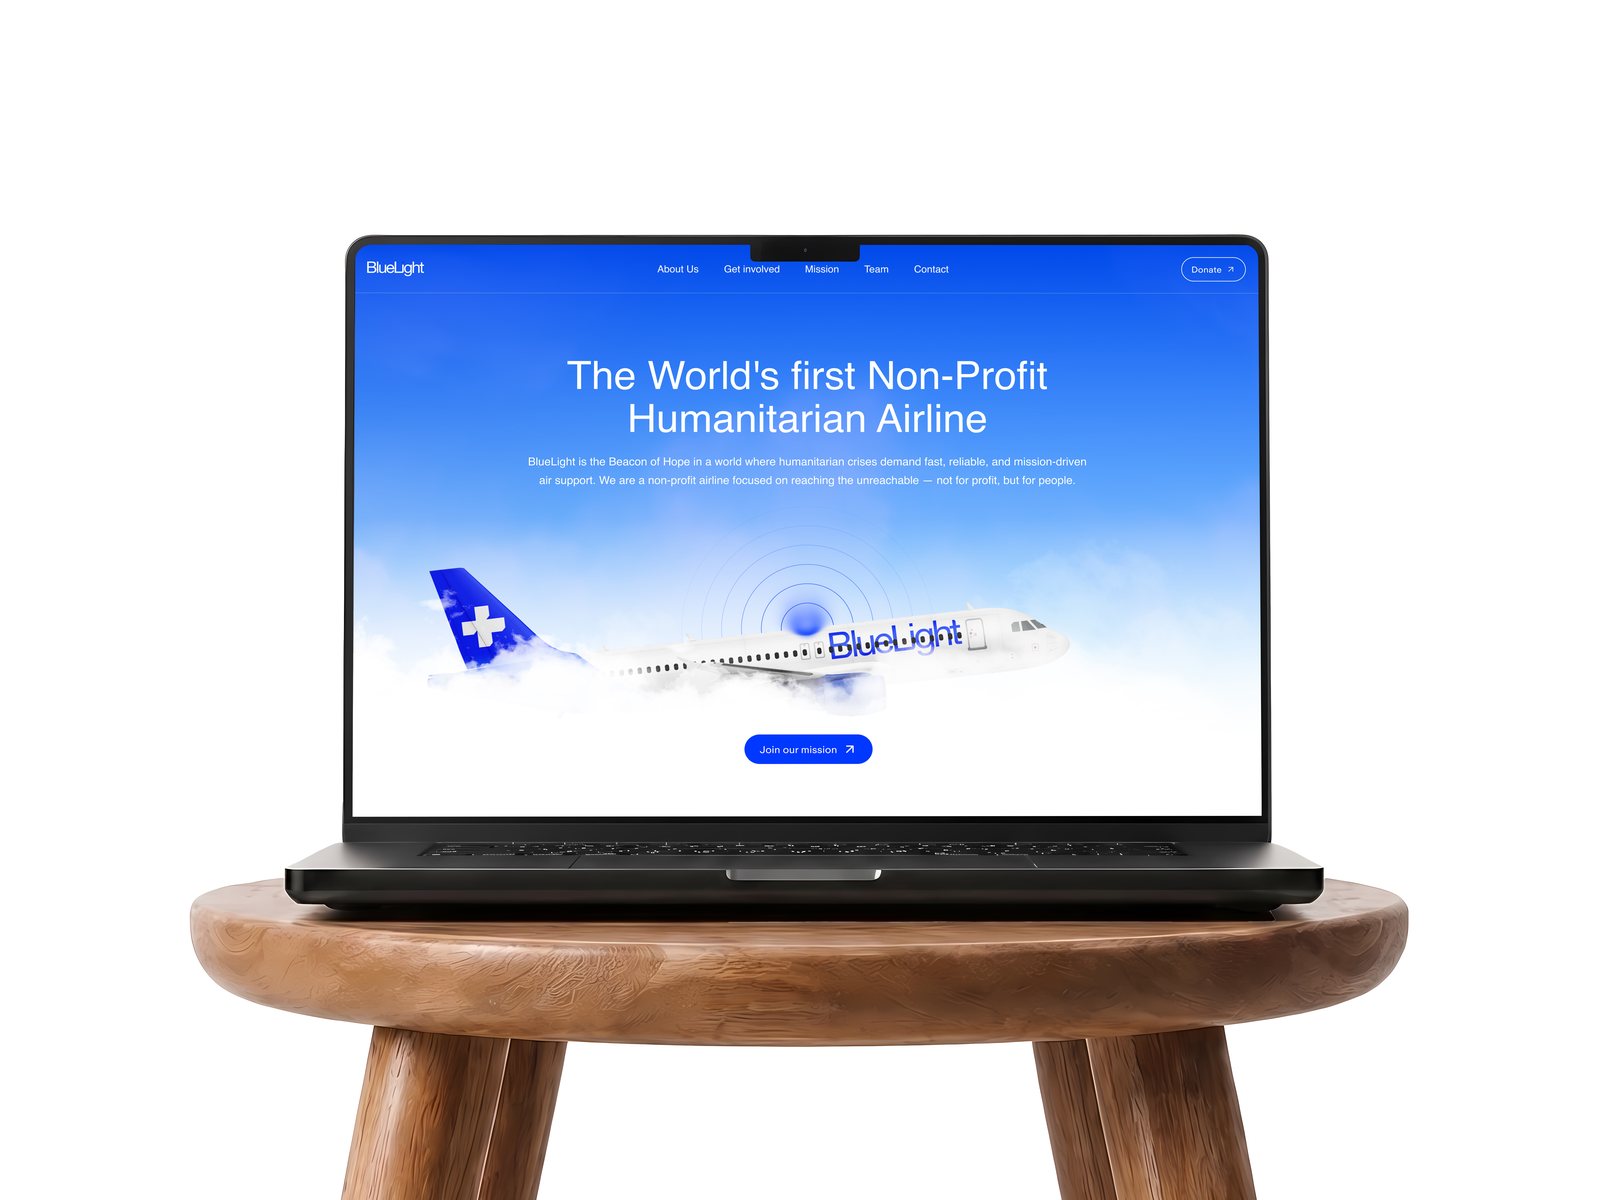 BlueLight
About Us
Get involved
Mission
Team
Contact
Donate
The World's first Non-Profit
Humanitarian Airline
BlueLight is the Beacon of Hope in a world where humanitarian crises demand fast, reliable, and mission-driven
air support. We are a non-profit airline focused on reaching the unreachable — not for profit, but for people.
BlueLight
Join our mission